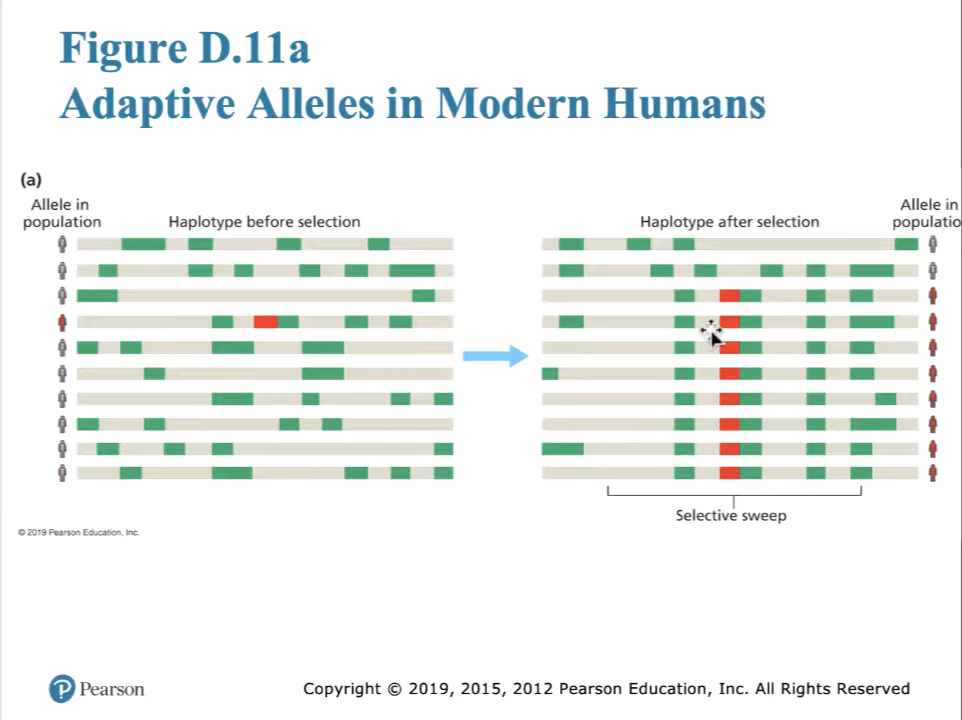 Figure D.11a
Adaptive Alleles in Modern Humans
(a)
Allele in
population
Haplotype before selection
Haplotype after selection
Allele in
populatio
Selective sweep
© 2019 Pearson Education, Inc.
P Pearson
Copyright © 2019, 2015, 2012 Pearson Education, Inc. All Rights Reserved